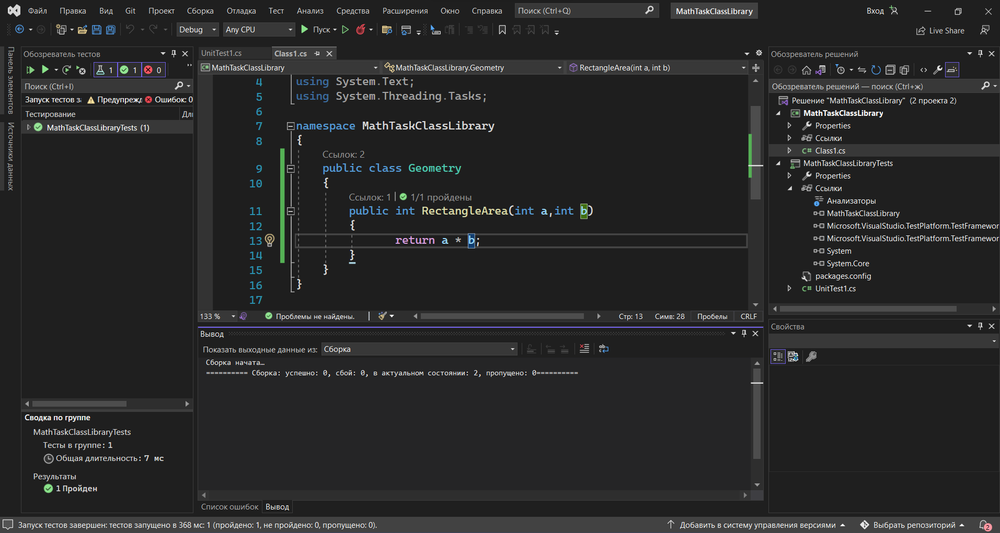 Файл Правка Вид Git Проект Сборка Отладка Тест Анализ Средства Расширения Окно Справка Поиск (Ctrl+Q) MathTaskClassLibrary Вход
Debug Any CPU Пуск Live Share
Панель элементов
Источники данных
Обозреватель тестов
1 1 0
Поиск (Ctrl+I)
Запуск тестов за Предупрежд Ошибок: 0
Тестирование Дли
MathTaskClassLibraryTests (1)
Сводка по группе
MathTaskClassLibraryTests
Тесты в группе: 1
Общая длительность: 7 мс
Результаты
1 Пройден
UnitTest1.cs Class1.cs
MathTaskClassLibrary MathTaskClassLibrary.Geometry RectangleArea(int a, int b)
4 using System.Text;
5 using System.Threading.Tasks;
6
7 namespace MathTaskClassLibrary
8 {
Ссылок: 2
9 public class Geometry
10 {
Ссылок: 1 | 1/1 пройдены
11 public int RectangleArea(int a,int b)
12 {
13 return a * b;
14 }
15 }
16 }
17
133 % Проблемы не найдены. Стр: 13 Симв: 28 Пробелы CRLF
Вывод
Показать выходные данные из: Сборка
Сборка начата…
========== Сборка: успешно: 0, сбой: 0, в актуальном состоянии: 2, пропущено: 0==========
Список ошибок Вывод
Обозреватель решений
Обозреватель решений — поиск (Ctrl+ж)
Решение "MathTaskClassLibrary" (2 проекта 2)
MathTaskClassLibrary
Properties
Ссылки
Class1.cs
MathTaskClassLibraryTests
Properties
Ссылки
Анализаторы
MathTaskClassLibrary
Microsoft.VisualStudio.TestPlatform.TestFramewor
Microsoft.VisualStudio.TestPlatform.TestFramewor
System
System.Core
packages.config
UnitTest1.cs
Свойства
Запуск тестов завершен: тестов запущено в 368 мс: 1 (пройдено: 1, не пройдено: 0, пропущено: 0). Добавить в систему управления версиями Выбрать репозиторий 2